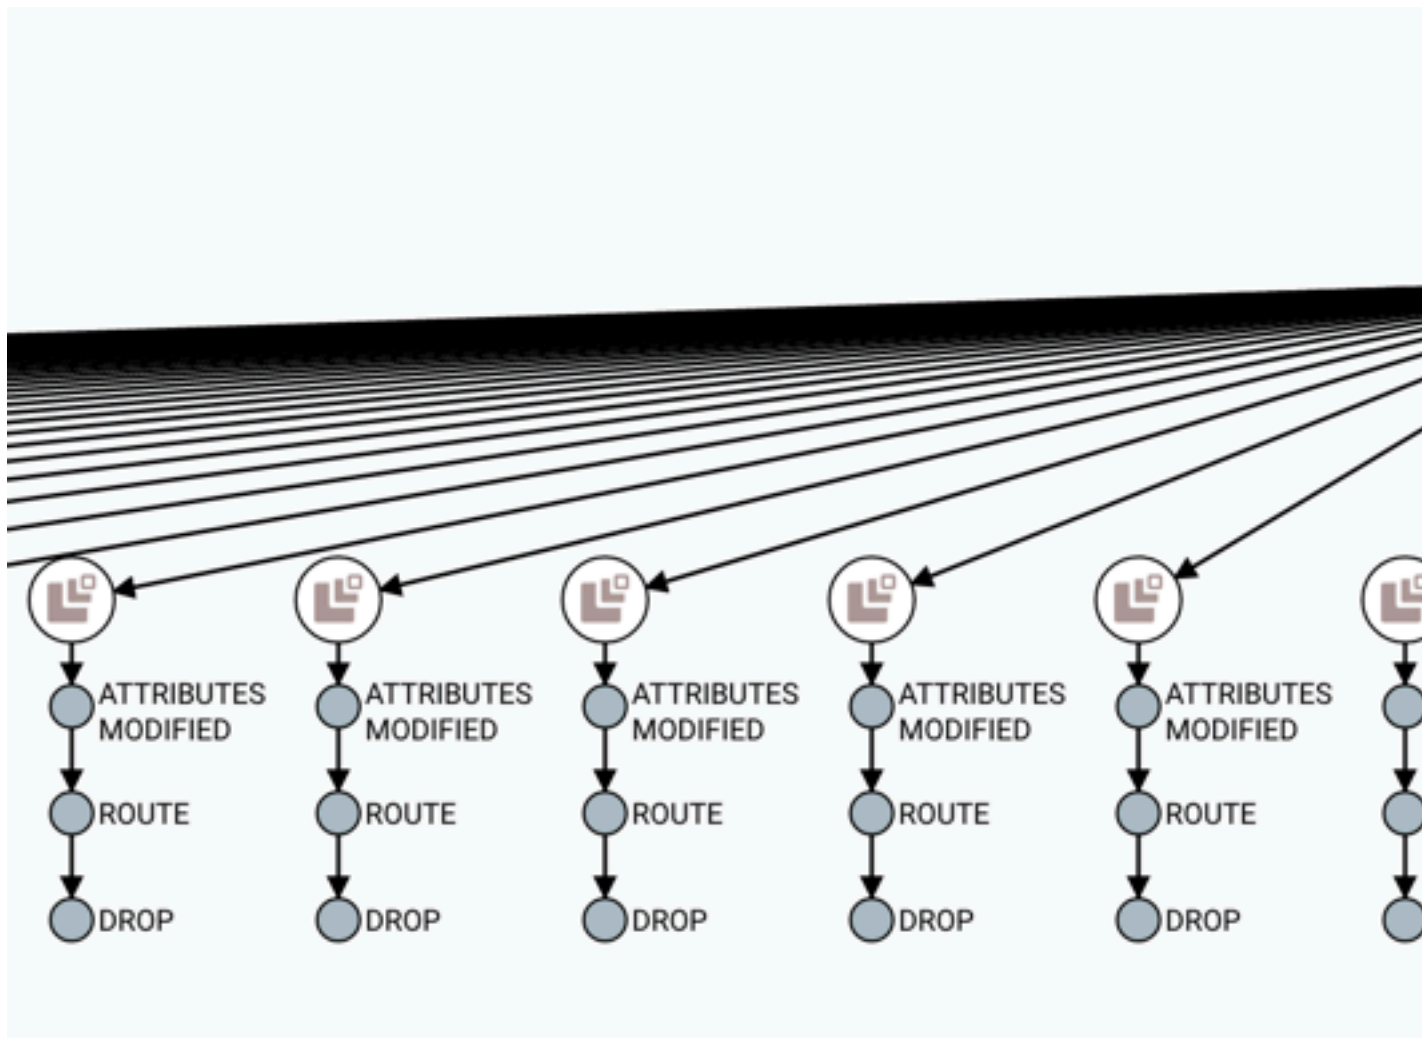 ATTRIBUTES ATTRIBUTES ATTRIBUTES ATTRIBUTES ATTRIBUTES
MODIFIED MODIFIED MODIFIED MODIFIED MODIFIED
ROUTE ROUTE ROUTE ROUTE ROUTE
DROP DROP DROP DROP DROP